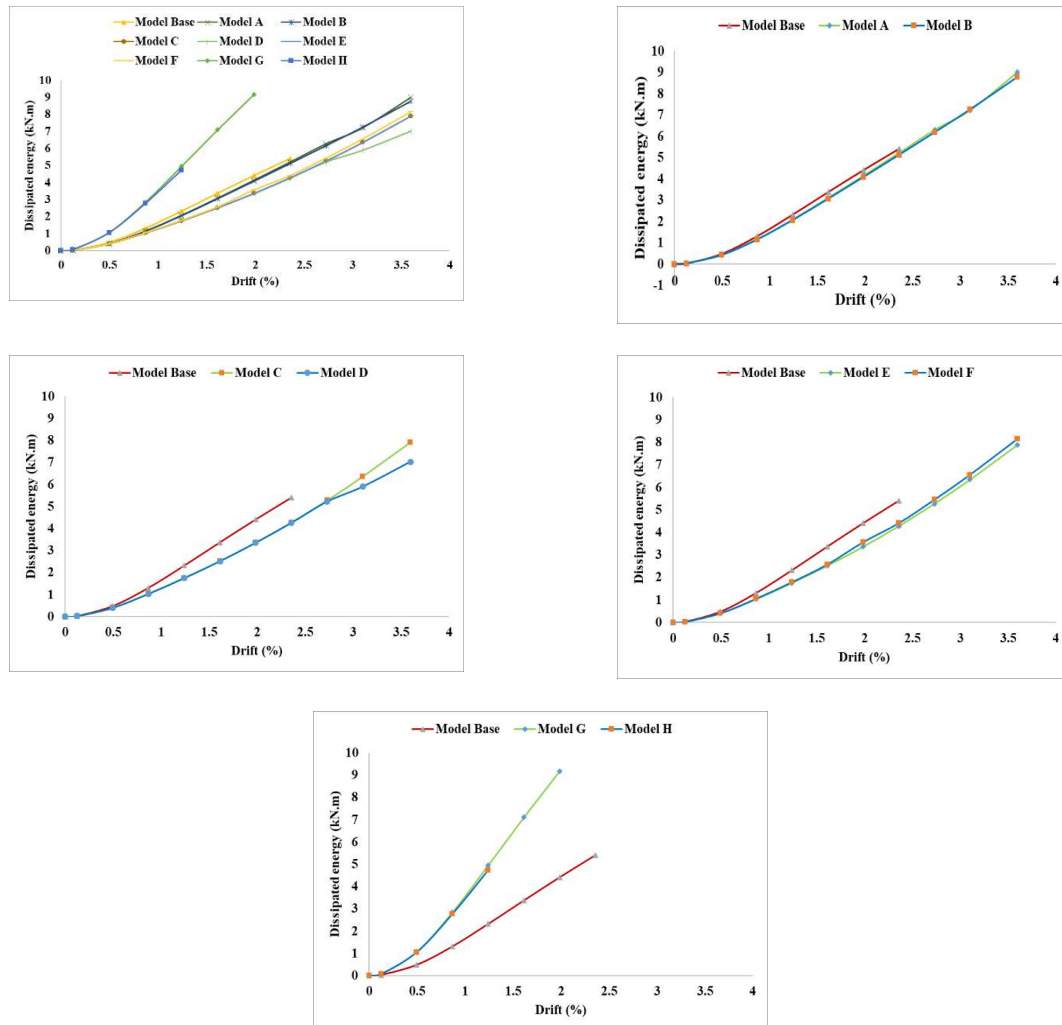 Model Base Model A Model B
Model C Model D Model E
Model F Model G Model H
Dissipated energy (kN.m)
10
9
8
7
6
5
4
3
2
1
0
0 0.5 1 1.5 2 2.5 3 3.5 4
Drift (%)
Model Base Model A Model B
Dissipated energy (kN.m)
10
9
8
7
6
5
4
3
2
1
0
-1
0 0.5 1 1.5 2 2.5 3 3.5 4
Drift (%)
Model Base Model C Model D
Dissipated energy (kN.m)
10
9
8
7
6
5
4
3
2
1
0
0 0.5 1 1.5 2 2.5 3 3.5 4
Drift (%)
Model Base Model E Model F
Dissipated energy (kN.m)
10
9
8
7
6
5
4
3
2
1
0
0 0.5 1 1.5 2 2.5 3 3.5 4
Drift (%)
Model Base Model G Model H
Dissipated energy (kN.m)
10
9
8
7
6
5
4
3
2
1
0
0 0.5 1 1.5 2 2.5 3 3.5 4
Drift (%)